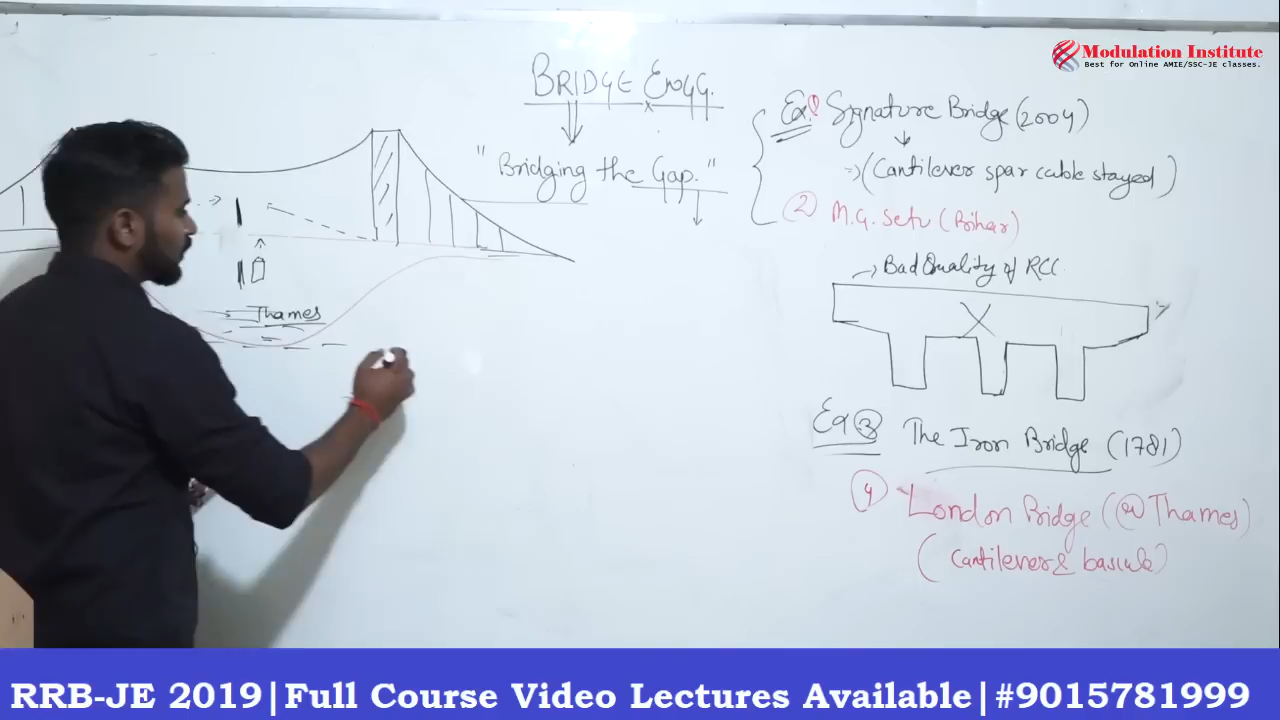 Modulation Institute
Best for Online AMIE/SSC-JE classes.
BRIDGE Engg.
"Bridging the Gap."
Thames
Ex① Signature Bridge (2004)
(Cantilever spar cable stayed)
② M.G. Setu (Bihar)
Bad Quality of RCC
Ex③ The Iron Bridge (1781)
④ London Bridge (@ Thames)
(Cantilever & bascule)
RRB-JE 2019|Full Course Video Lectures Available|#9015781999